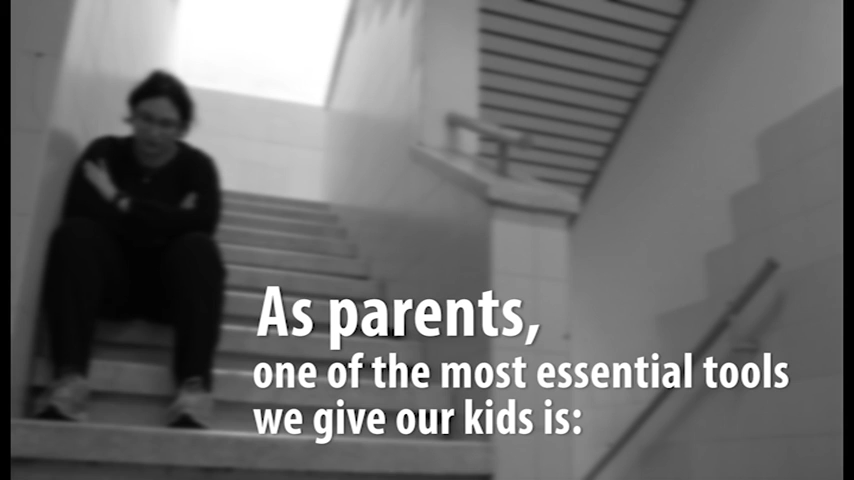 As parents,
one of the most essential tools
we give our kids is: